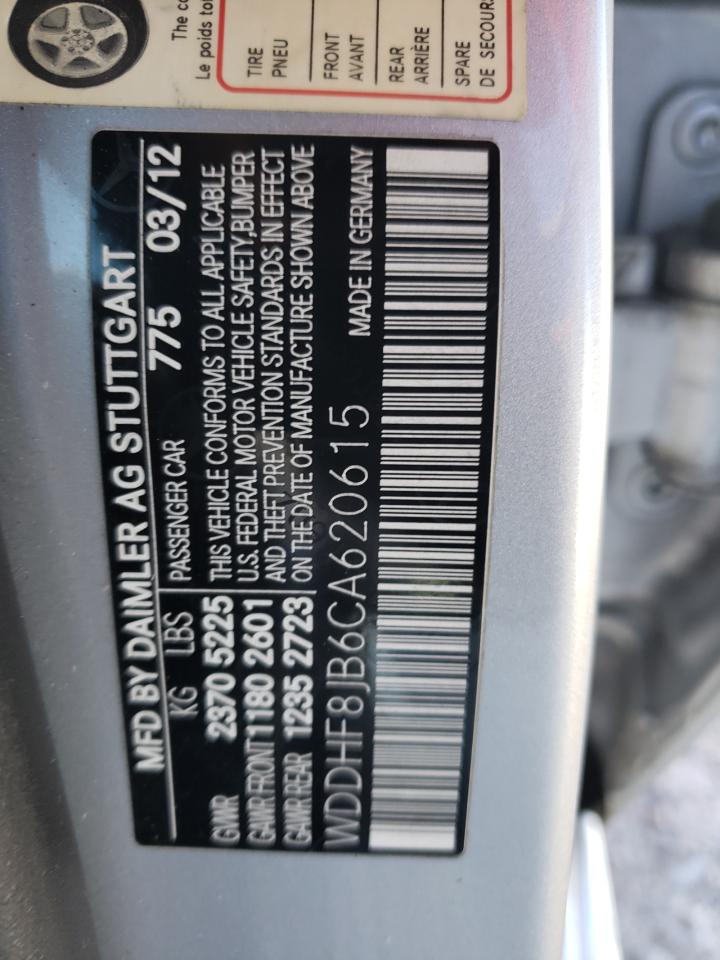 The co
Le poids tot
TIRE
PNEU
FRONT
AVANT
REAR
ARRIÈRE
SPARE
DE SECOURS
MFD BY DAIMLER AG STUTTGART
KG LBS 775 03/12
PASSENGER CAR
GVWR 2370 5225 THIS VEHICLE CONFORMS TO ALL APPLICABLE
GAWR FRONT 1180 2601 U.S. FEDERAL MOTOR VEHICLE SAFETY,BUMPER
AND THEFT PREVENTION STANDARDS IN EFFECT
GAWR REAR 1235 2723 ON THE DATE OF MANUFACTURE SHOWN ABOVE
WDDHF8JB6CA620615 MADE IN GERMANY